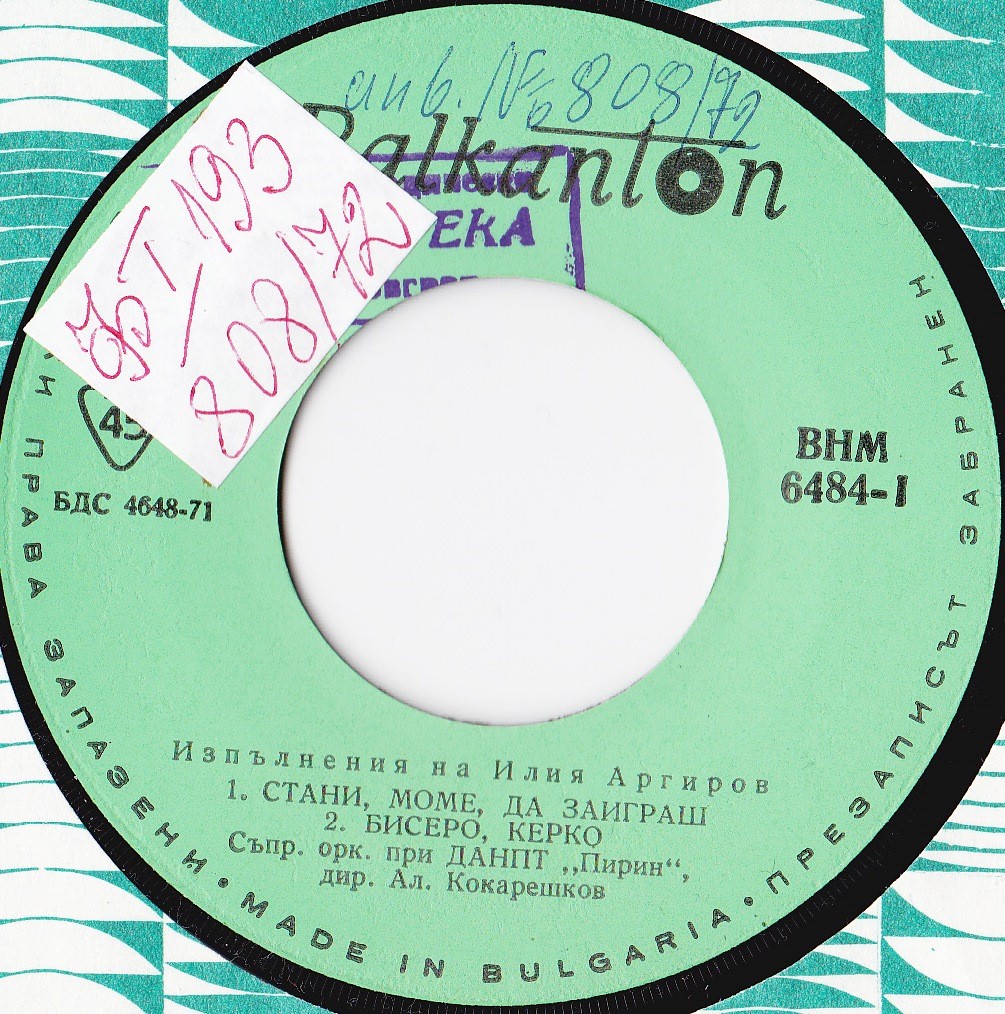 инв. № 808/72
Balkanton
ЕКА
ФТ 193
808/72
45
БДС 4648-71
ВНМ
6484-I
ПРАВА ЗАПАЗЕНИ • MADE IN BULGARIA • ПРЕЗАПИСЪТ ЗАБРАНЕН
Изпълнения на Илия Аргиров
1. СТАНИ, МОМЕ, ДА ЗАИГРАШ
2. БИСЕРО, КЕРКО
Съпр. орк. при ДАНПТ „Пирин“,
дир. Ал. Кокарешков